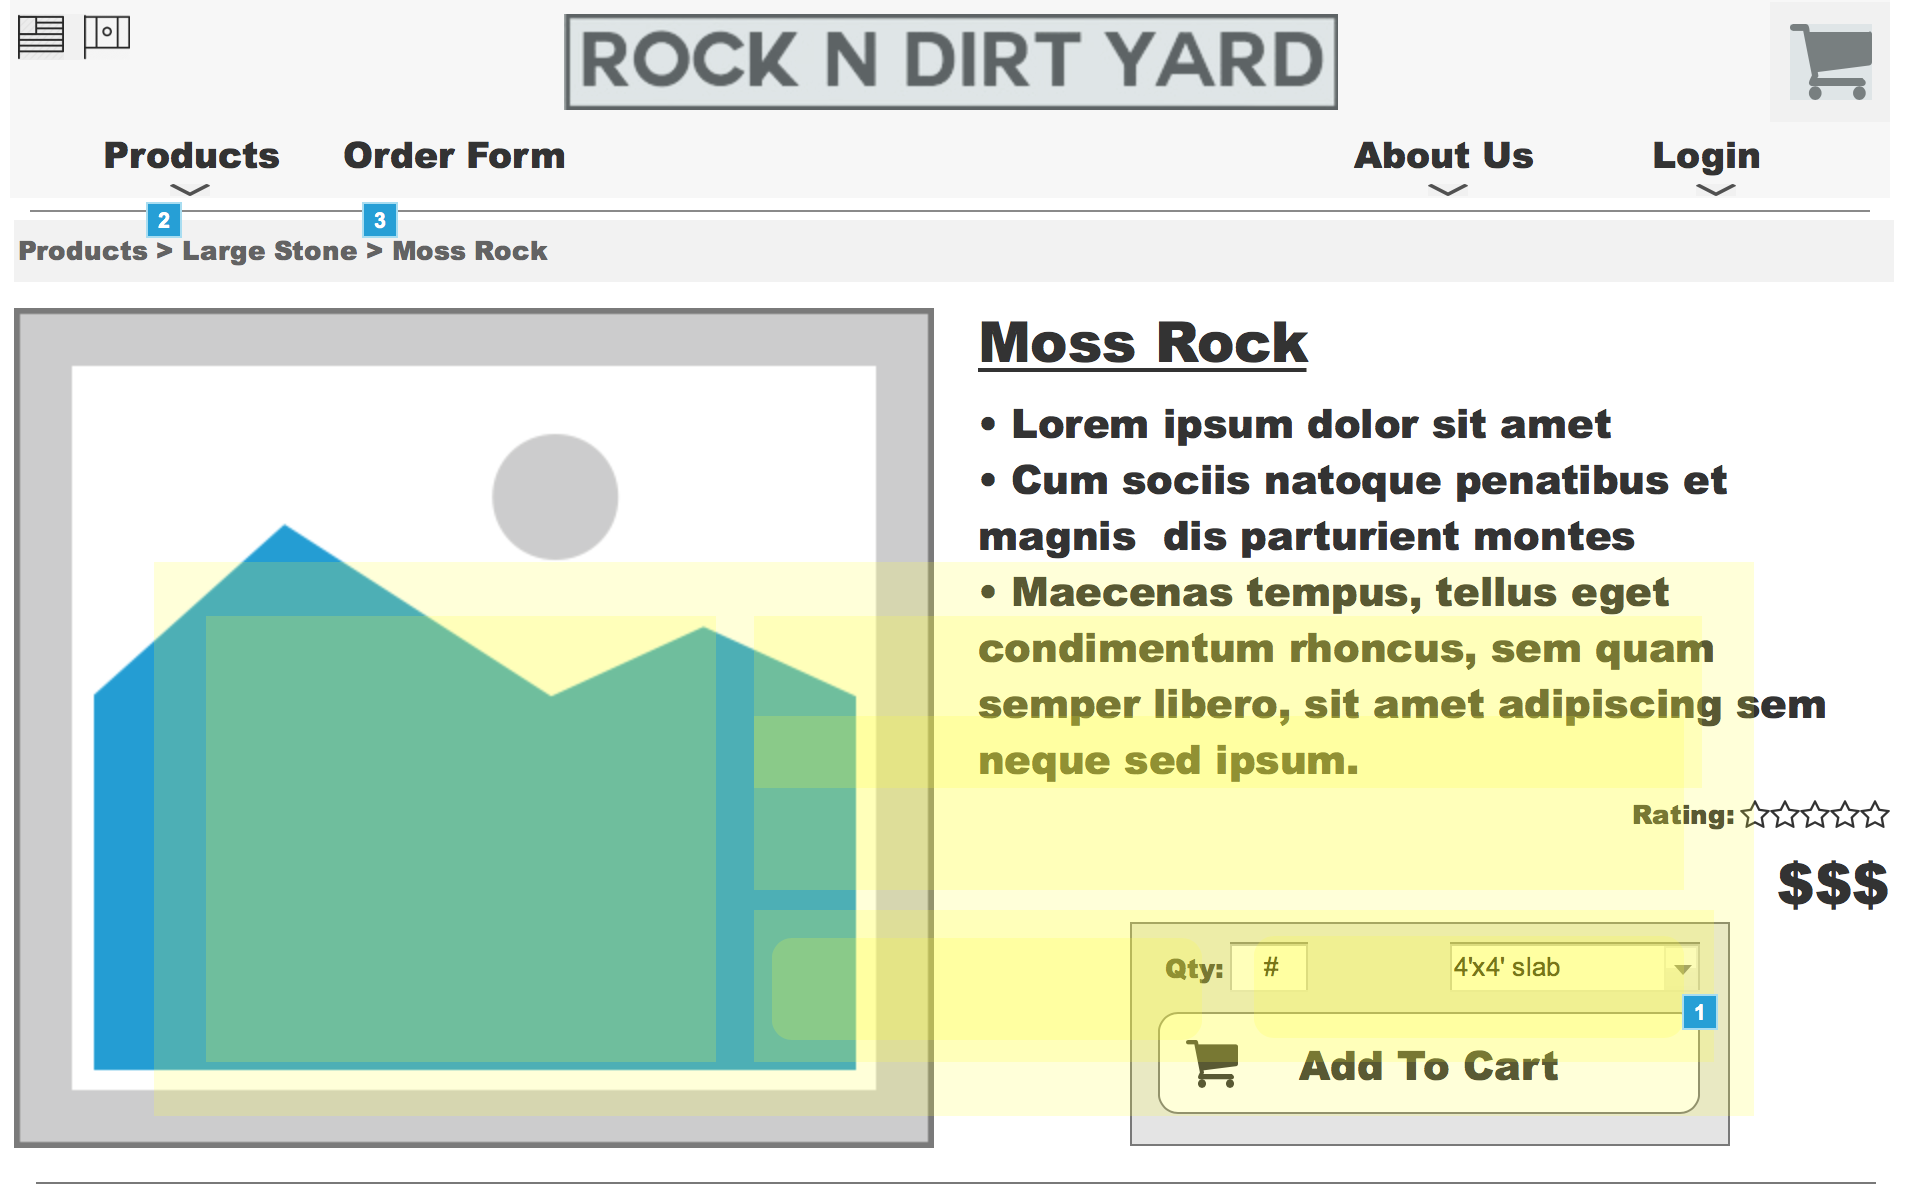 ROCK N DIRT YARD
Products Order Form About Us Login
2 3
Products > Large Stone > Moss Rock
Moss Rock
• Lorem ipsum dolor sit amet
• Cum sociis natoque penatibus et
magnis  dis parturient montes
• Maecenas tempus, tellus eget
condimentum rhoncus, sem quam
semper libero, sit amet adipiscing sem
neque sed ipsum.
Rating:
$$$
Qty: # 4'x4' slab
1
Add To Cart